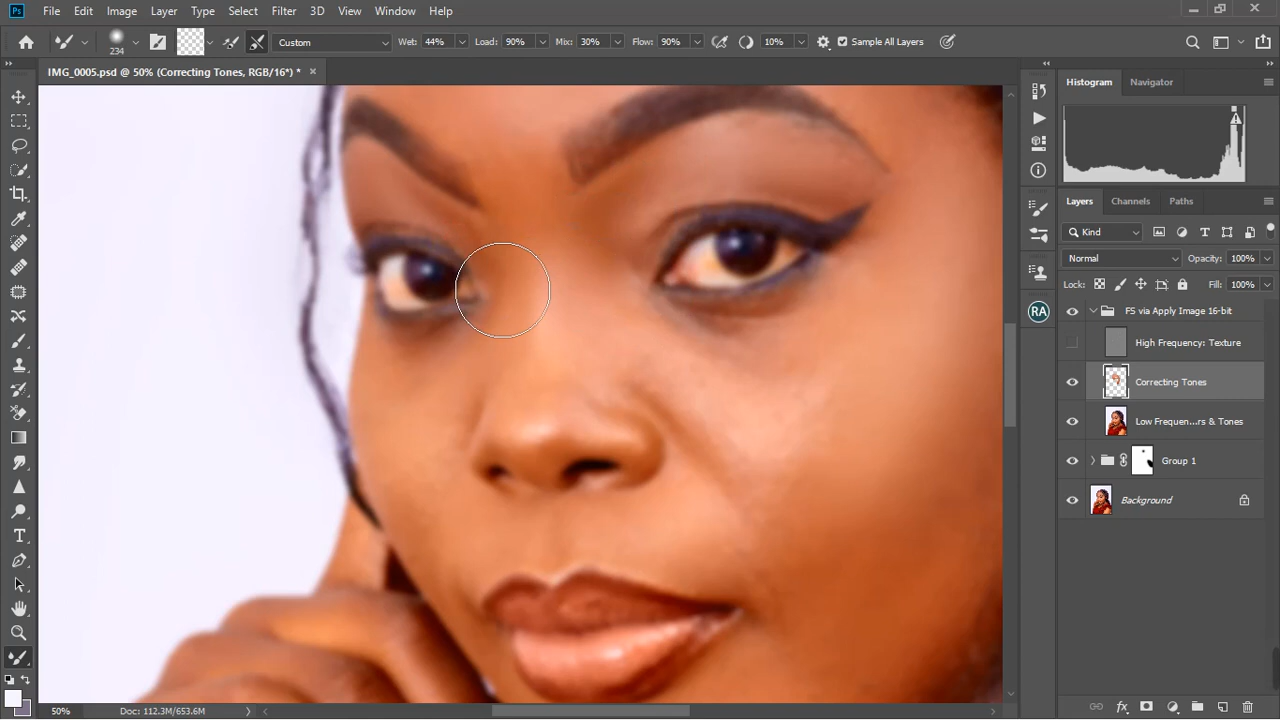 Ps File Edit Image Layer Type Select Filter 3D View Window Help
234 Custom Wet: 44% Load: 90% Mix: 30% Flow: 90% 10% Sample All Layers
IMG_0005.psd @ 50% (Correcting Tones, RGB/16*) *
Histogram Navigator
Layers Channels Paths
Kind
Normal Opacity: 100%
Lock: Fill: 100%
RA
FS via Apply Image 16-bit
High Frequency: Texture
Correcting Tones
Low Frequen...rs & Tones
Group 1
Background
50% Doc: 112.3M/653.6M